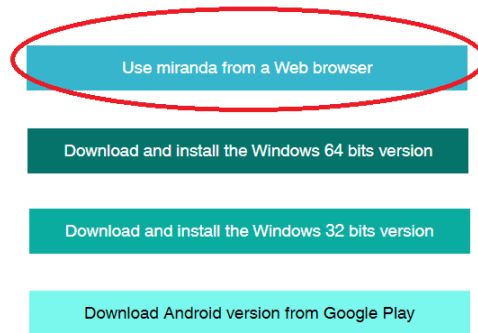 Use miranda from a Web browser
Download and install the Windows 64 bits version
Download and install the Windows 32 bits version
Download Android version from Google Play